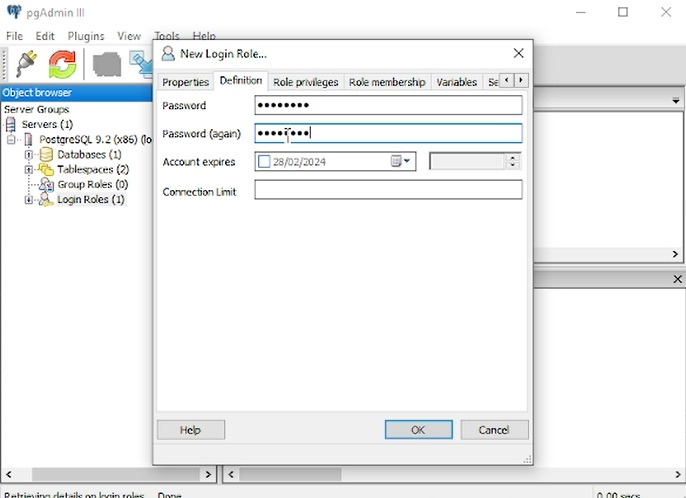 pgAdmin III
File Edit Plugins View Tools Help
New Login Role...
Properties Definition Role privileges Role membership Variables Se
Object browser
Server Groups
Servers (1)
PostgreSQL 9.2 (x86) (lo
Databases (1)
Tablespaces (2)
Group Roles (0)
Login Roles (1)
Password
Password (again)
Account expires
28/02/2024
Connection Limit
Help
OK
Cancel
Retrieving details on login roles... Done.
0.00 secs